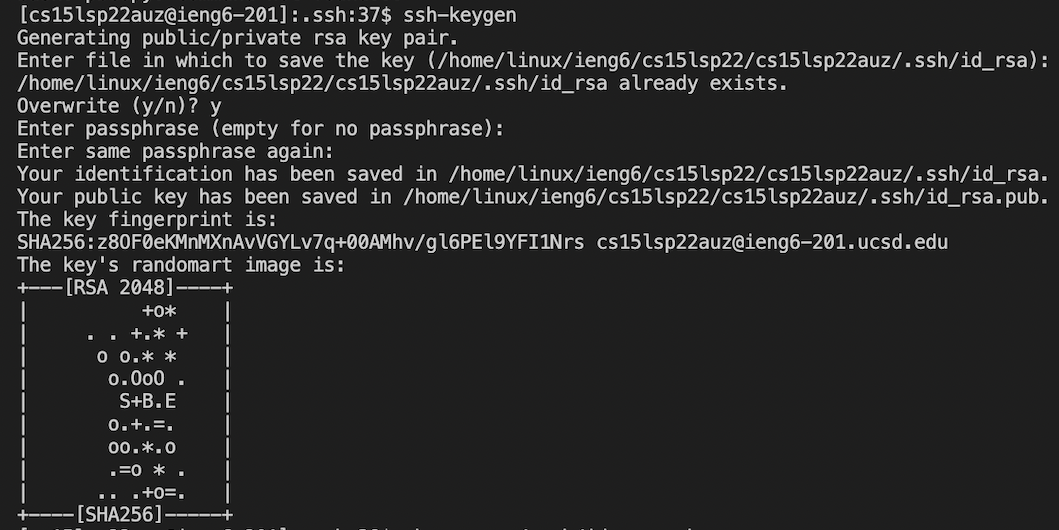 [cs15lsp22auz@ieng6-201]:.ssh:37$ ssh-keygen
Generating public/private rsa key pair.
Enter file in which to save the key (/home/linux/ieng6/cs15lsp22/cs15lsp22auz/.ssh/id_rsa):
/home/linux/ieng6/cs15lsp22/cs15lsp22auz/.ssh/id_rsa already exists.
Overwrite (y/n)? y
Enter passphrase (empty for no passphrase):
Enter same passphrase again:
Your identification has been saved in /home/linux/ieng6/cs15lsp22/cs15lsp22auz/.ssh/id_rsa.
Your public key has been saved in /home/linux/ieng6/cs15lsp22/cs15lsp22auz/.ssh/id_rsa.pub.
The key fingerprint is:
SHA256:z8OF0eKMnMXnAvVGYLv7q+00AMhv/gl6PEl9YFI1Nrs cs15lsp22auz@ieng6-201.ucsd.edu
The key's randomart image is:
+---[RSA 2048]----+
|          +o*    |
|     . . +.* +   |
|      o o.* *    |
|       o.OoO .   |
|        S+B.E    |
|       o.+.=.    |
|       oo.*.o    |
|       .=o * .   |
|      .. .+o=.   |
+----[SHA256]-----+